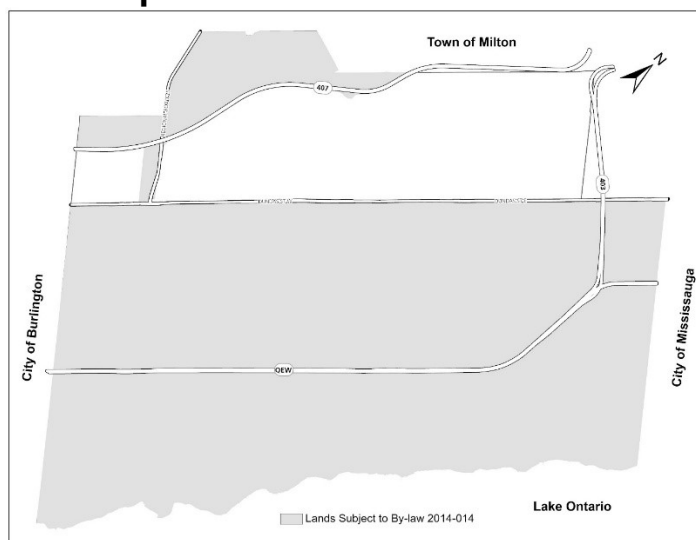 Town of Milton
N
407
403
City of Burlington
City of Mississauga
QEW
Lake Ontario
Lands Subject to By-law 2014-014